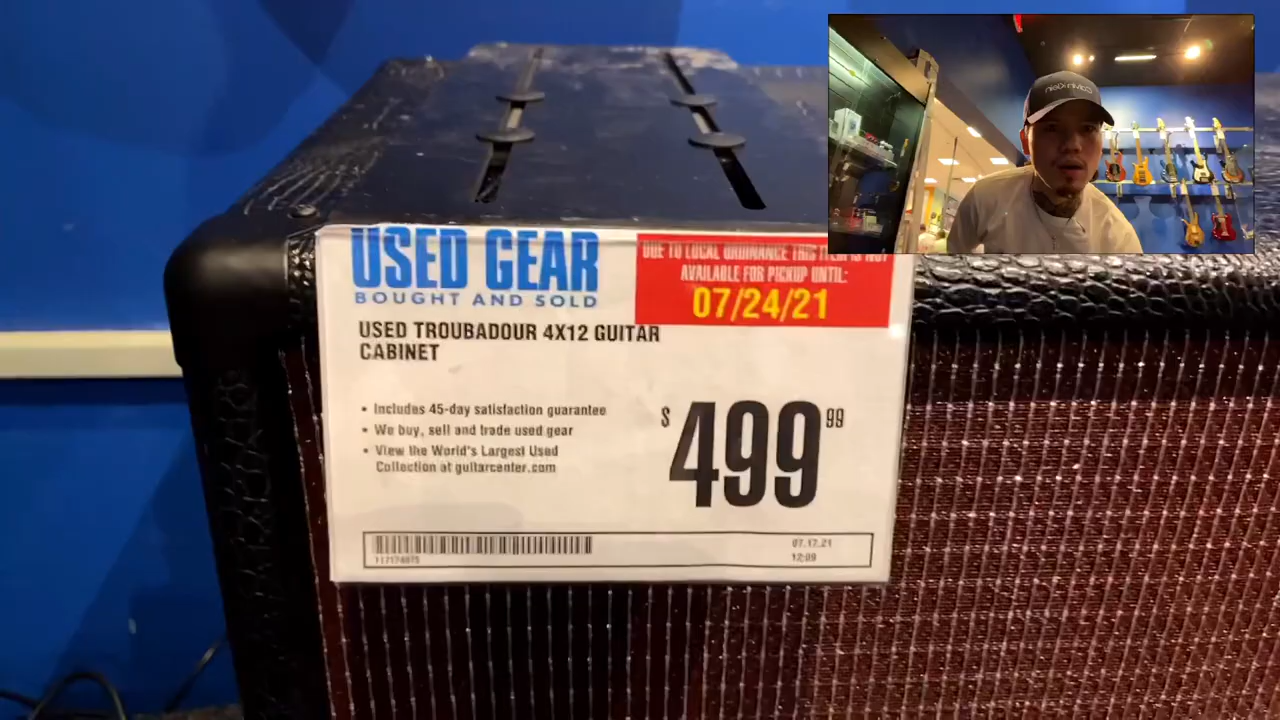 USED GEAR
BOUGHT AND SOLD
DUE TO LOCAL ORDINANCE THIS ITEM IS NOT
AVAILABLE FOR PICKUP UNTIL:
07/24/21
USED TROUBADOUR 4X12 GUITAR
CABINET
• Includes 45-day satisfaction guarantee
• We buy, sell and trade used gear
• View the World's Largest Used
Collection at guitarcenter.com
$499.99
07.17.21
12:09